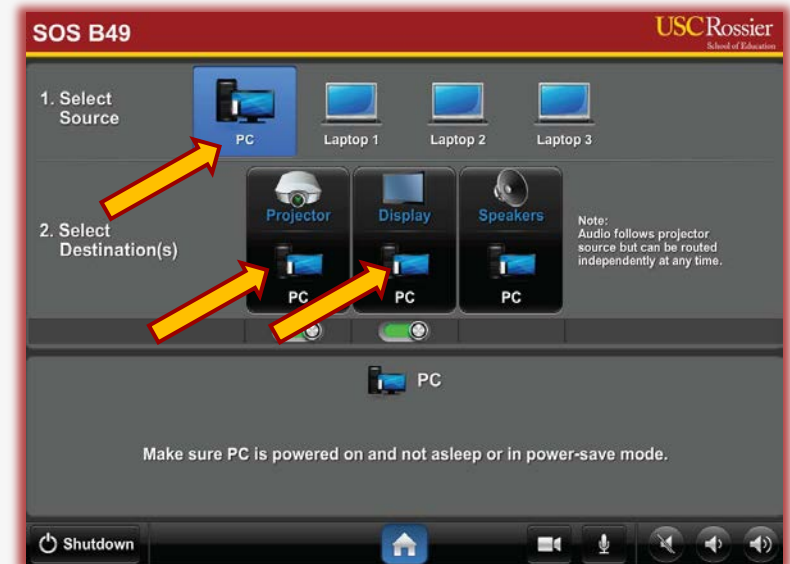 SOS B49
USC Rossier
School of Education
1. Select
Source
PC
Laptop 1
Laptop 2
Laptop 3
2. Select
Destination(s)
Projector
Display
Speakers
PC
PC
PC
Note:
Audio follows projector
source but can be routed
independently at any time.
PC
Make sure PC is powered on and not asleep or in power-save mode.
Shutdown